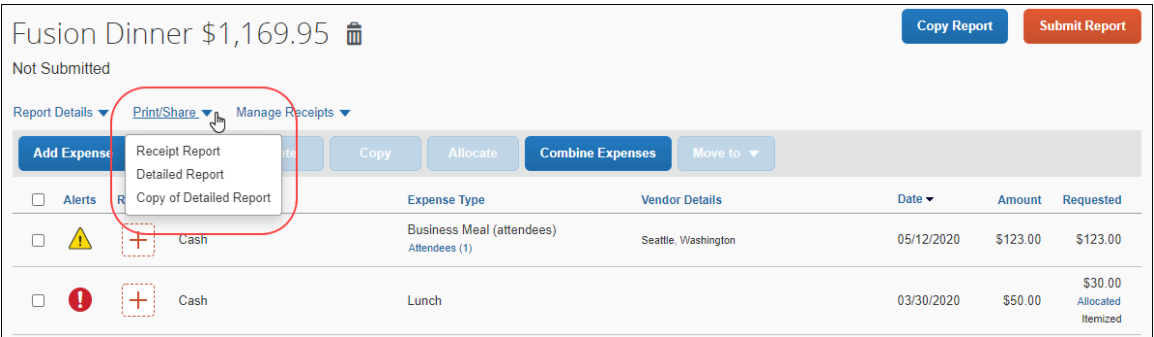 Fusion Dinner $1,169.95
Copy Report
Submit Report
Not Submitted
Report Details
Print/Share
Manage Receipts
Receipt Report
Detailed Report
Copy of Detailed Report
Add Expense
Copy
Allocate
Combine Expenses
Move to
Alerts
Expense Type
Vendor Details
Date
Amount
Requested
Cash
Business Meal (attendees)
Attendees (1)
Seattle, Washington
05/12/2020
$123.00
$123.00
Cash
Lunch
03/30/2020
$50.00
$30.00
Allocated
Itemized